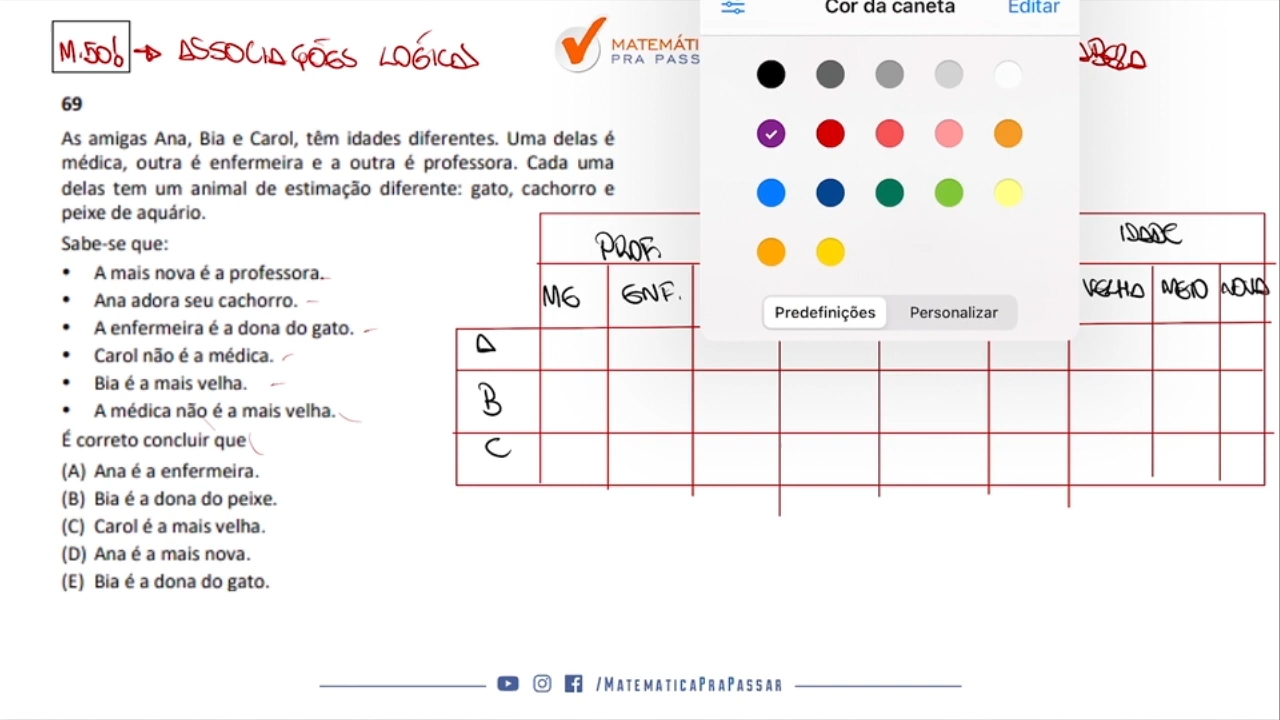 M.50% → ASSOCIAÇÕES LÓGICAS
MATEMÁTI
PRA PASS
Cor da caneta
Editar
69
As amigas Ana, Bia e Carol, têm idades diferentes. Uma delas é
médica, outra é enfermeira e a outra é professora. Cada uma
delas tem um animal de estimação diferente: gato, cachorro e
peixe de aquário.
Sabe-se que:
• A mais nova é a professora.
• Ana adora seu cachorro.
• A enfermeira é a dona do gato.
• Carol não é a médica.
• Bia é a mais velha.
• A médica não é a mais velha.
É correto concluir que
(A) Ana é a enfermeira.
(B) Bia é a dona do peixe.
(C) Carol é a mais velha.
(D) Ana é a mais nova.
(E) Bia é a dona do gato.
Predefinições
Personalizar
PROF.
IDADE
ENF.
VELHA
MEIO
NOVA
A
B
C
/MATEMATICAPRAPASSAR